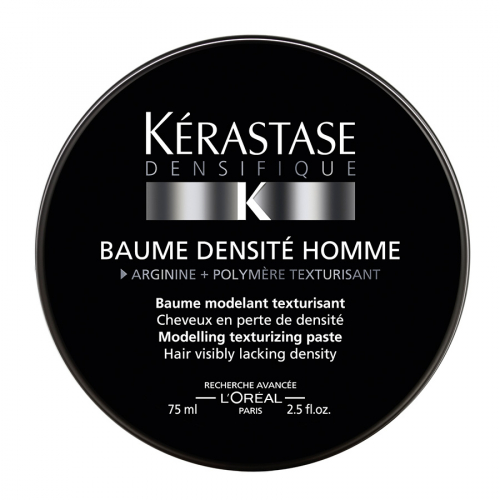 KÉRASTASE
DENSIFIQUE
K
BAUME DENSITÉ HOMME
ARGININE + POLYMÈRE TEXTURISANT
Baume modelant texturisant
Cheveux en perte de densité
Modelling texturizing paste
Hair visibly lacking density
RECHERCHE AVANCÉE
L'ORÉAL
75 ml PARIS 2.5 fl.oz.